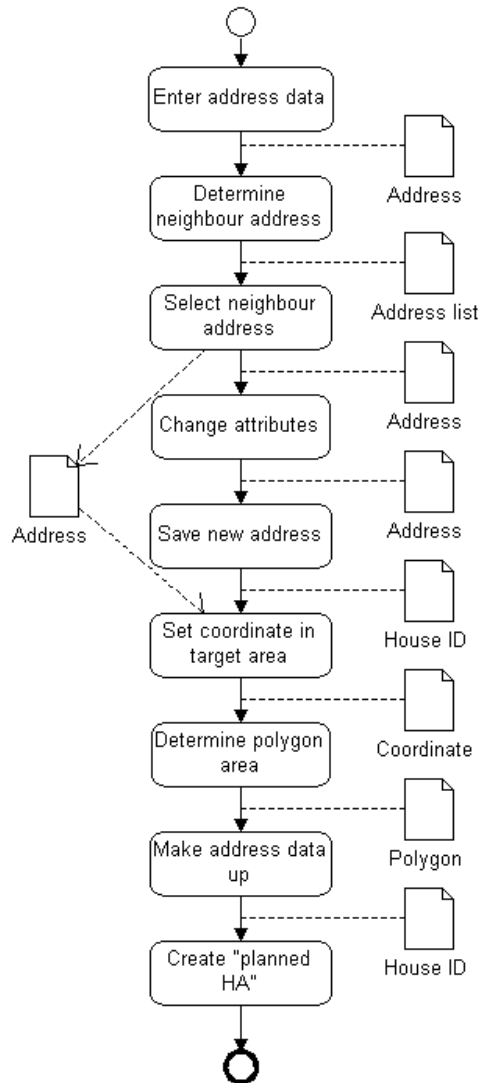 Enter address data
Address
Determine
neighbour address
Address list
Select neighbour
address
Address
Change attributes
Address
Address
Save new address
House ID
Set coordinate in
target area
Coordinate
Determine polygon
area
Polygon
Make address data
up
House ID
Create "planned
HA"